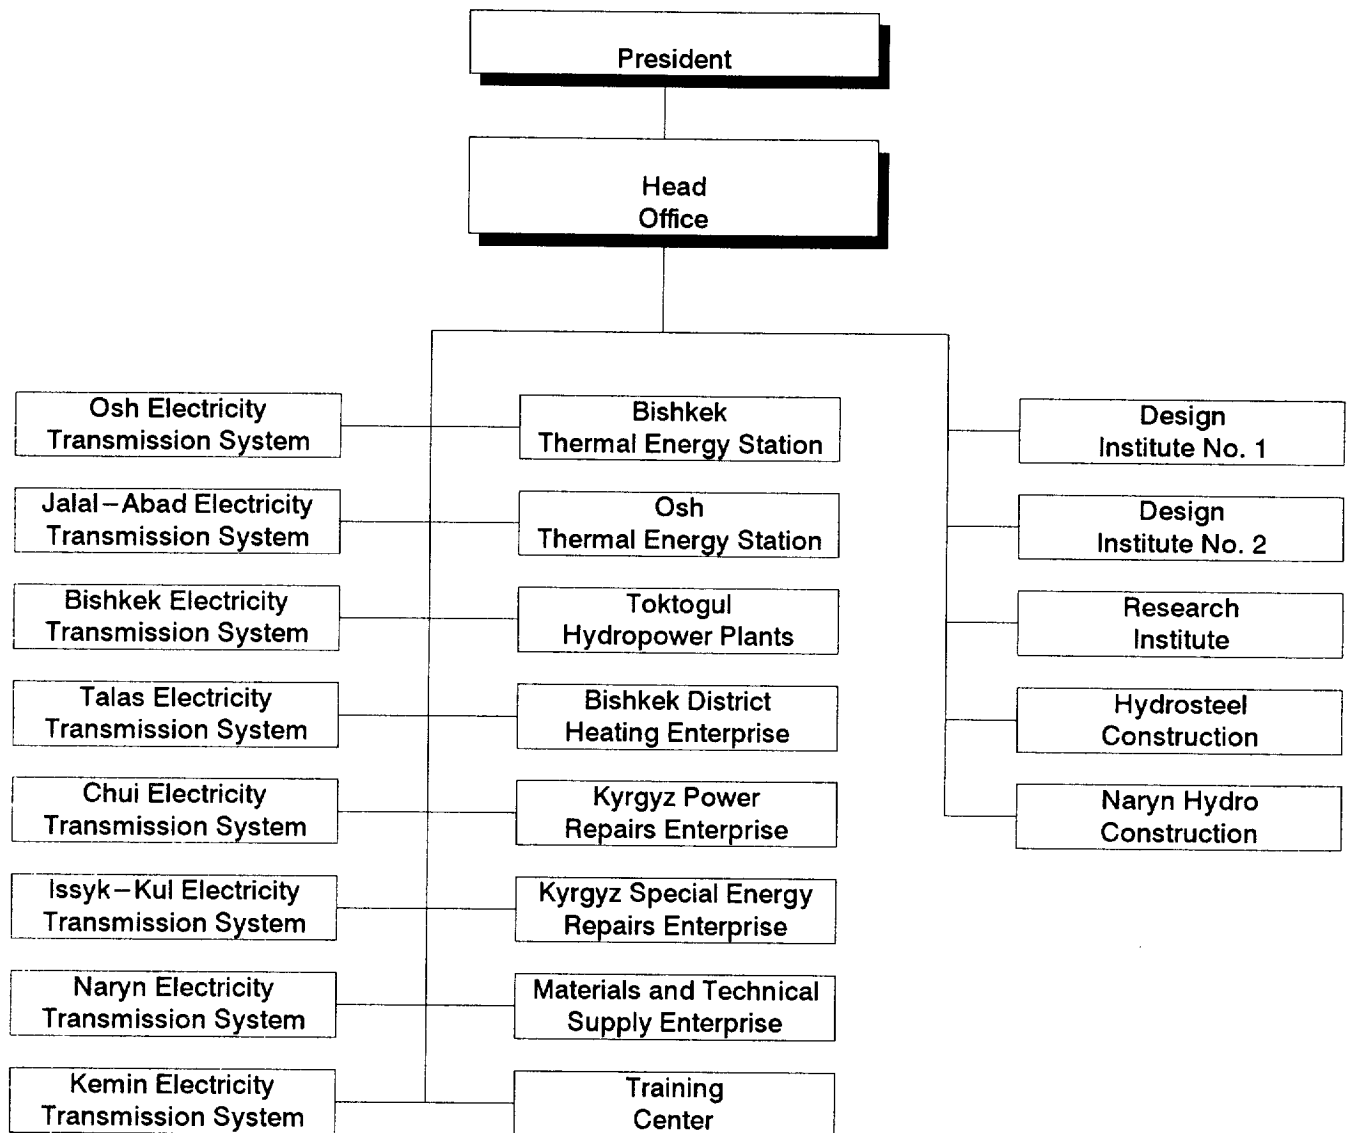 President
Head
Office
Osh Electricity
Transmission System
Jalal–Abad Electricity
Transmission System
Bishkek Electricity
Transmission System
Talas Electricity
Transmission System
Chui Electricity
Transmission System
Issyk–Kul Electricity
Transmission System
Naryn Electricity
Transmission System
Kemin Electricity
Transmission System
Bishkek
Thermal Energy Station
Osh
Thermal Energy Station
Toktogul
Hydropower Plants
Bishkek District
Heating Enterprise
Kyrgyz Power
Repairs Enterprise
Kyrgyz Special Energy
Repairs Enterprise
Materials and Technical
Supply Enterprise
Training
Center
Design
Institute No. 1
Design
Institute No. 2
Research
Institute
Hydrosteel
Construction
Naryn Hydro
Construction